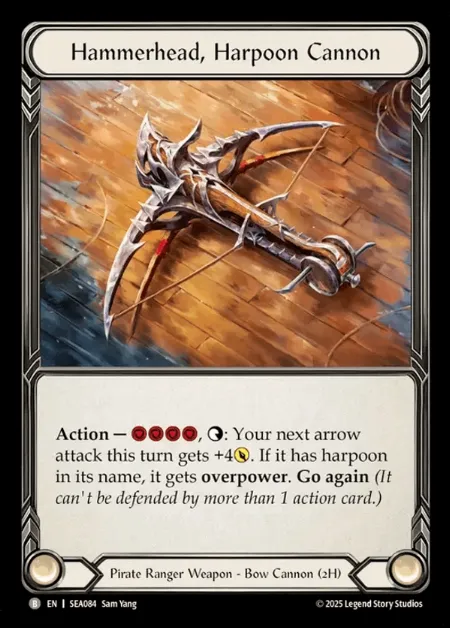 Hammerhead, Harpoon Cannon
Action — , : Your next arrow
attack this turn gets +4. If it has harpoon
in its name, it gets overpower. Go again (It
can't be defended by more than 1 action card.)
Pirate Ranger Weapon - Bow Cannon (2H)
B EN | SEA084 Sam Yang
© 2025 Legend Story Studios